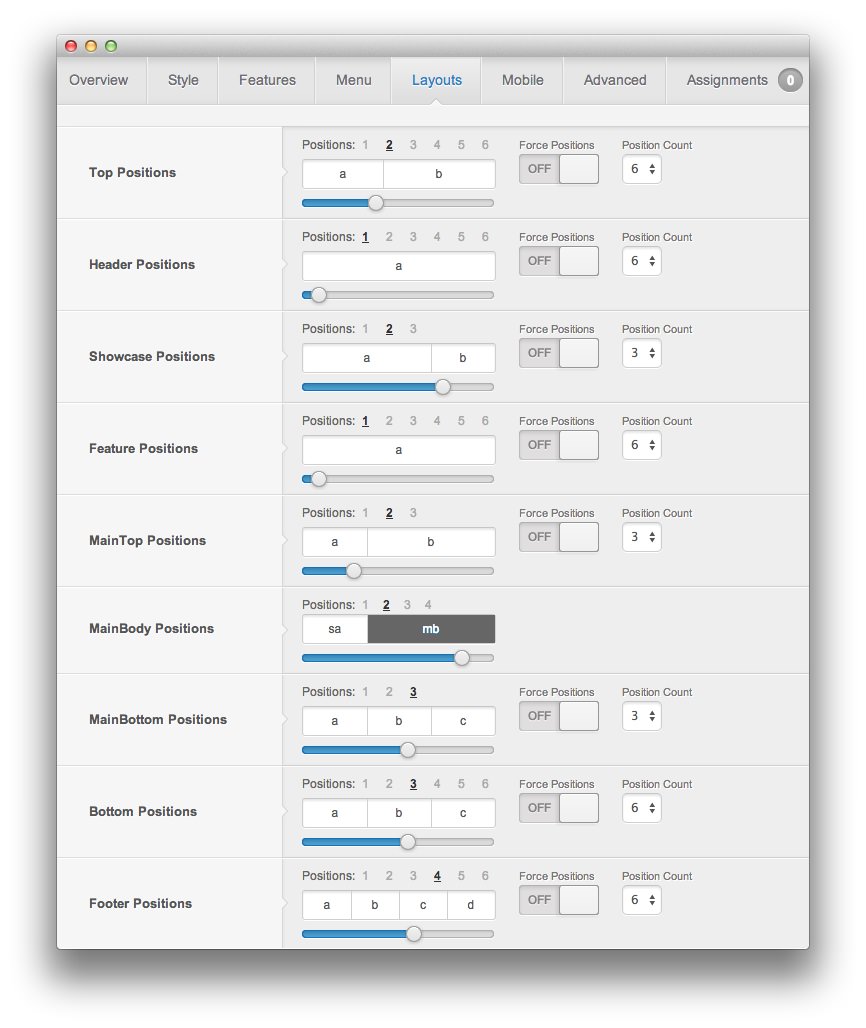 Overview Style Features Menu Layouts Mobile Advanced Assignments 0
Positions: 1 2 3 4 5 6 Force Positions Position Count
Top Positions a b OFF 6
Positions: 1 2 3 4 5 6 Force Positions Position Count
Header Positions a OFF 6
Positions: 1 2 3 Force Positions Position Count
Showcase Positions a b OFF 3
Positions: 1 2 3 4 5 6 Force Positions Position Count
Feature Positions a OFF 6
Positions: 1 2 3 Force Positions Position Count
MainTop Positions a b OFF 3
Positions: 1 2 3 4
MainBody Positions sa mb
Positions: 1 2 3 Force Positions Position Count
MainBottom Positions a b c OFF 3
Positions: 1 2 3 4 5 6 Force Positions Position Count
Bottom Positions a b c OFF 6
Positions: 1 2 3 4 5 6 Force Positions Position Count
Footer Positions a b c d OFF 6